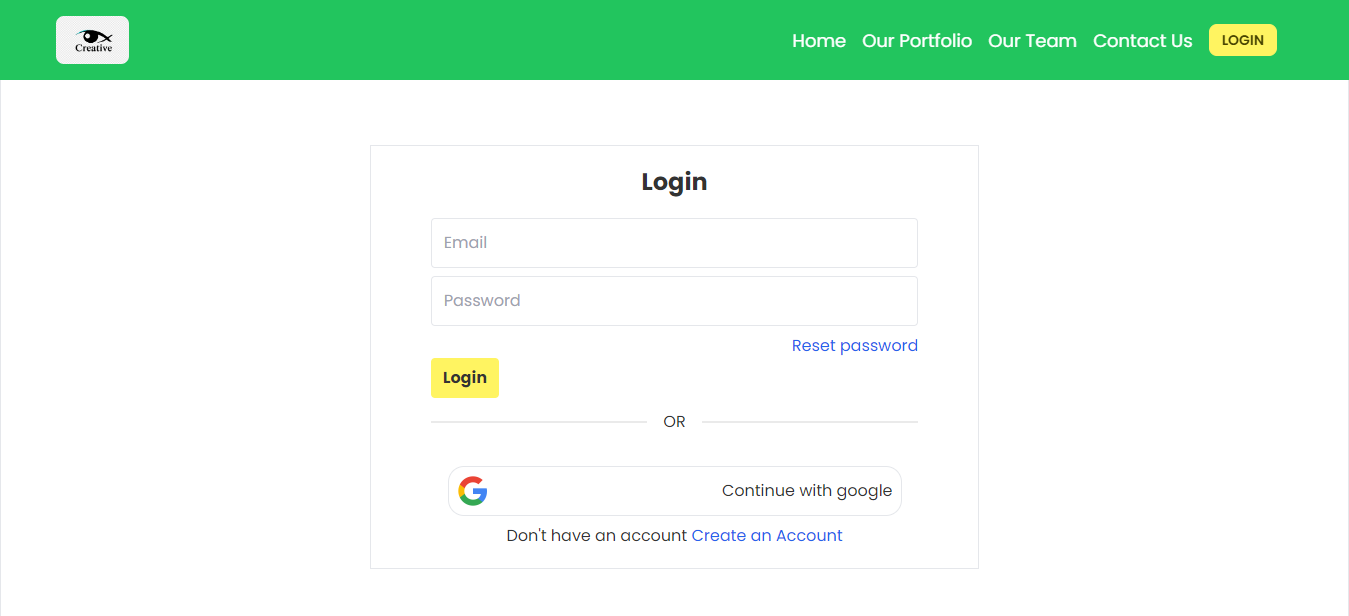 Creative
Home Our Portfolio Our Team Contact Us LOGIN
Login
Email
Password
Reset password
Login
OR
Continue with google
Don't have an account Create an Account